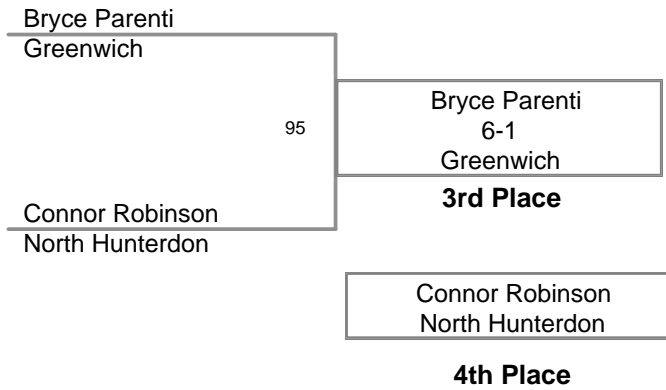 Bryce Parenti
Greenwich
95
Bryce Parenti
6-1
Greenwich
3rd Place
Connor Robinson
North Hunterdon
Connor Robinson
North Hunterdon
4th Place